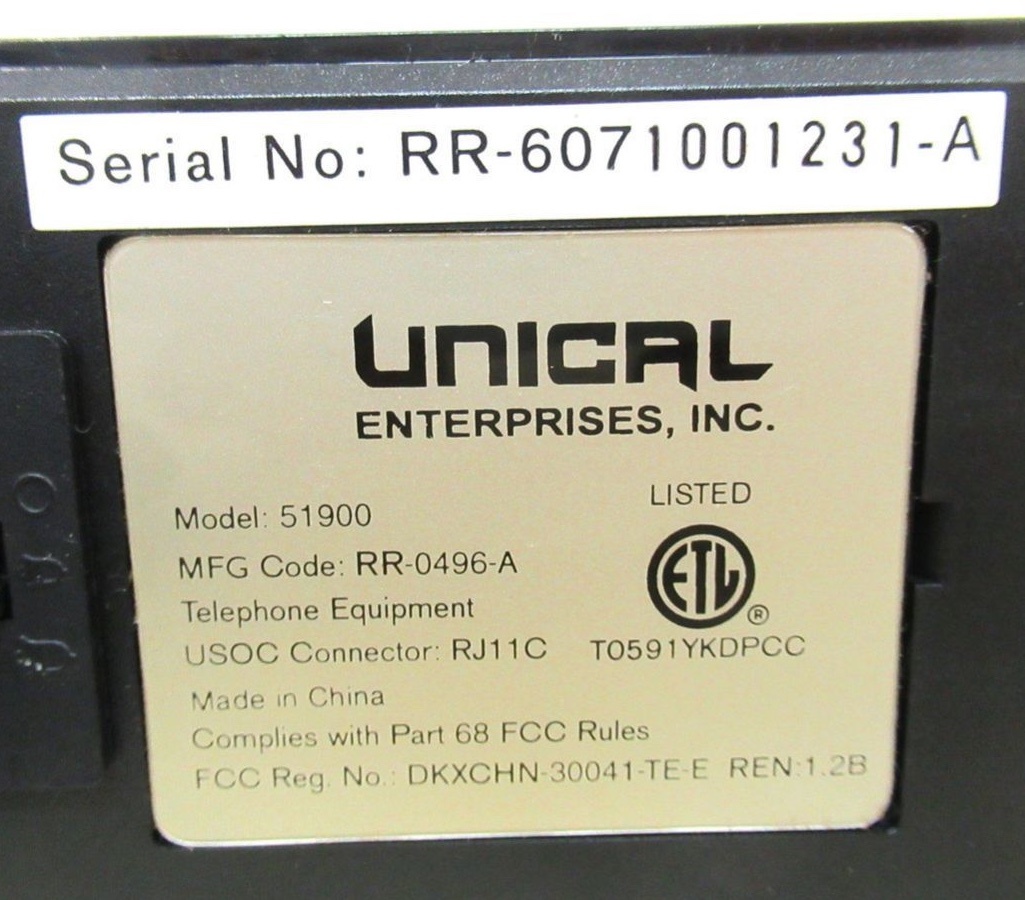 Serial No: RR-6071001231-A
UNICAL
ENTERPRISES, INC.
LISTED
Model: 51900
ETL
MFG Code: RR-0496-A
®
Telephone Equipment
USOC Connector: RJ11C T0591YKDPCC
Made in China
Complies with Part 68 FCC Rules
FCC Reg. No.: DKXCHN-30041-TE-E REN:1.2B